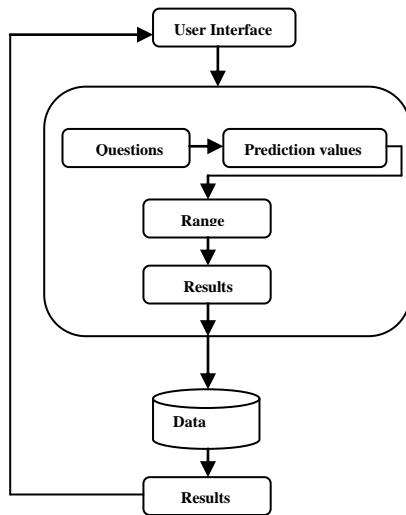 User Interface
Questions
Prediction values
Range
Results
Data
Results